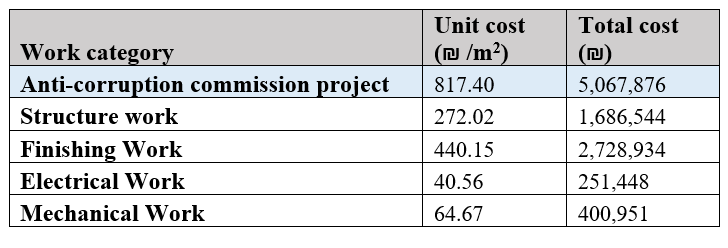 Work category Unit cost (₪ /m²) Total cost (₪)
Anti-corruption commission project 817.40 5,067,876
Structure work 272.02 1,686,544
Finishing Work 440.15 2,728,934
Electrical Work 40.56 251,448
Mechanical Work 64.67 400,951